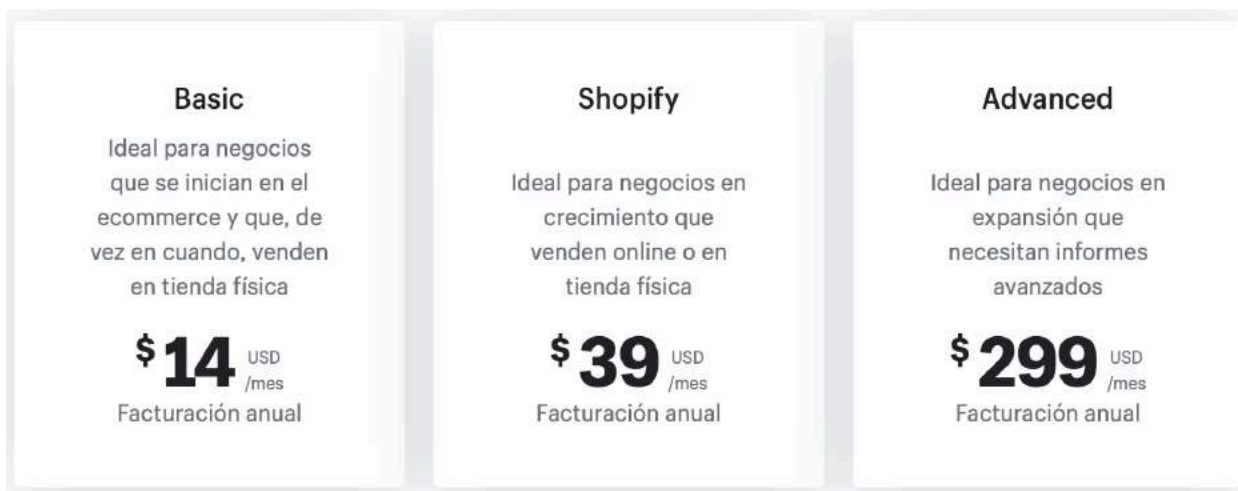 Basic
Ideal para negocios
que se inician en el
ecommerce y que, de
vez en cuando, venden
en tienda física
$14 USD
/mes
Facturación anual
Shopify
Ideal para negocios en
crecimiento que
venden online o en
tienda física
$39 USD
/mes
Facturación anual
Advanced
Ideal para negocios en
expansión que
necesitan informes
avanzados
$299 USD
/mes
Facturación anual